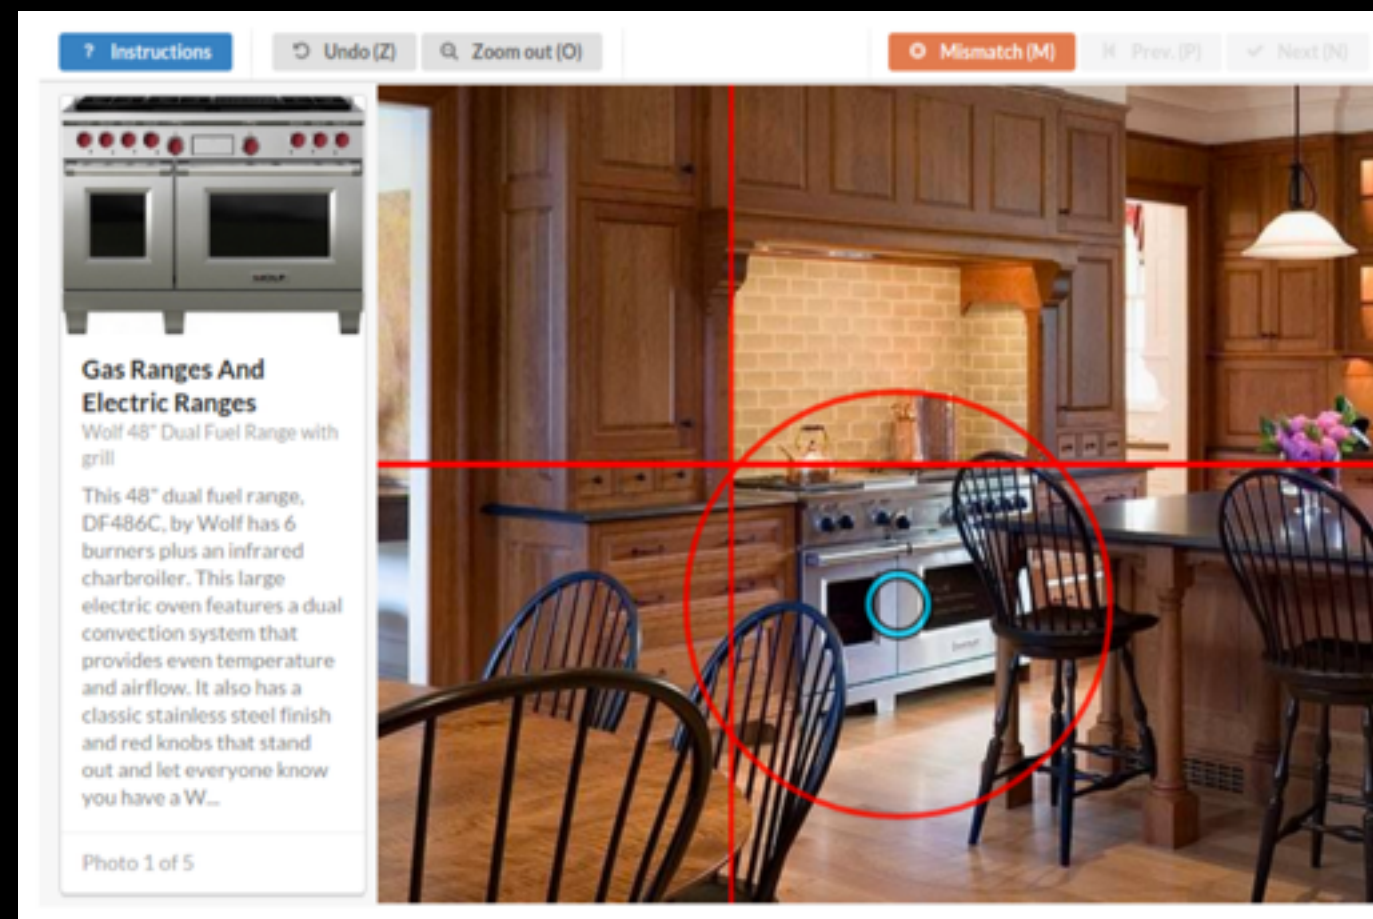 ? Instructions
Undo (Z)
Zoom out (O)
Mismatch (M)
Prev. (P)
Next (N)
WOLF
Gas Ranges And
Electric Ranges
Wolf 48" Dual Fuel Range with
grill
This 48" dual fuel range,
DF486C, by Wolf has 6
burners plus an infrared
charbroiler. This large
electric oven features a dual
convection system that
provides even temperature
and airflow. It also has a
classic stainless steel finish
and red knobs that stand
out and let everyone know
you have a W...
Photo 1 of 5